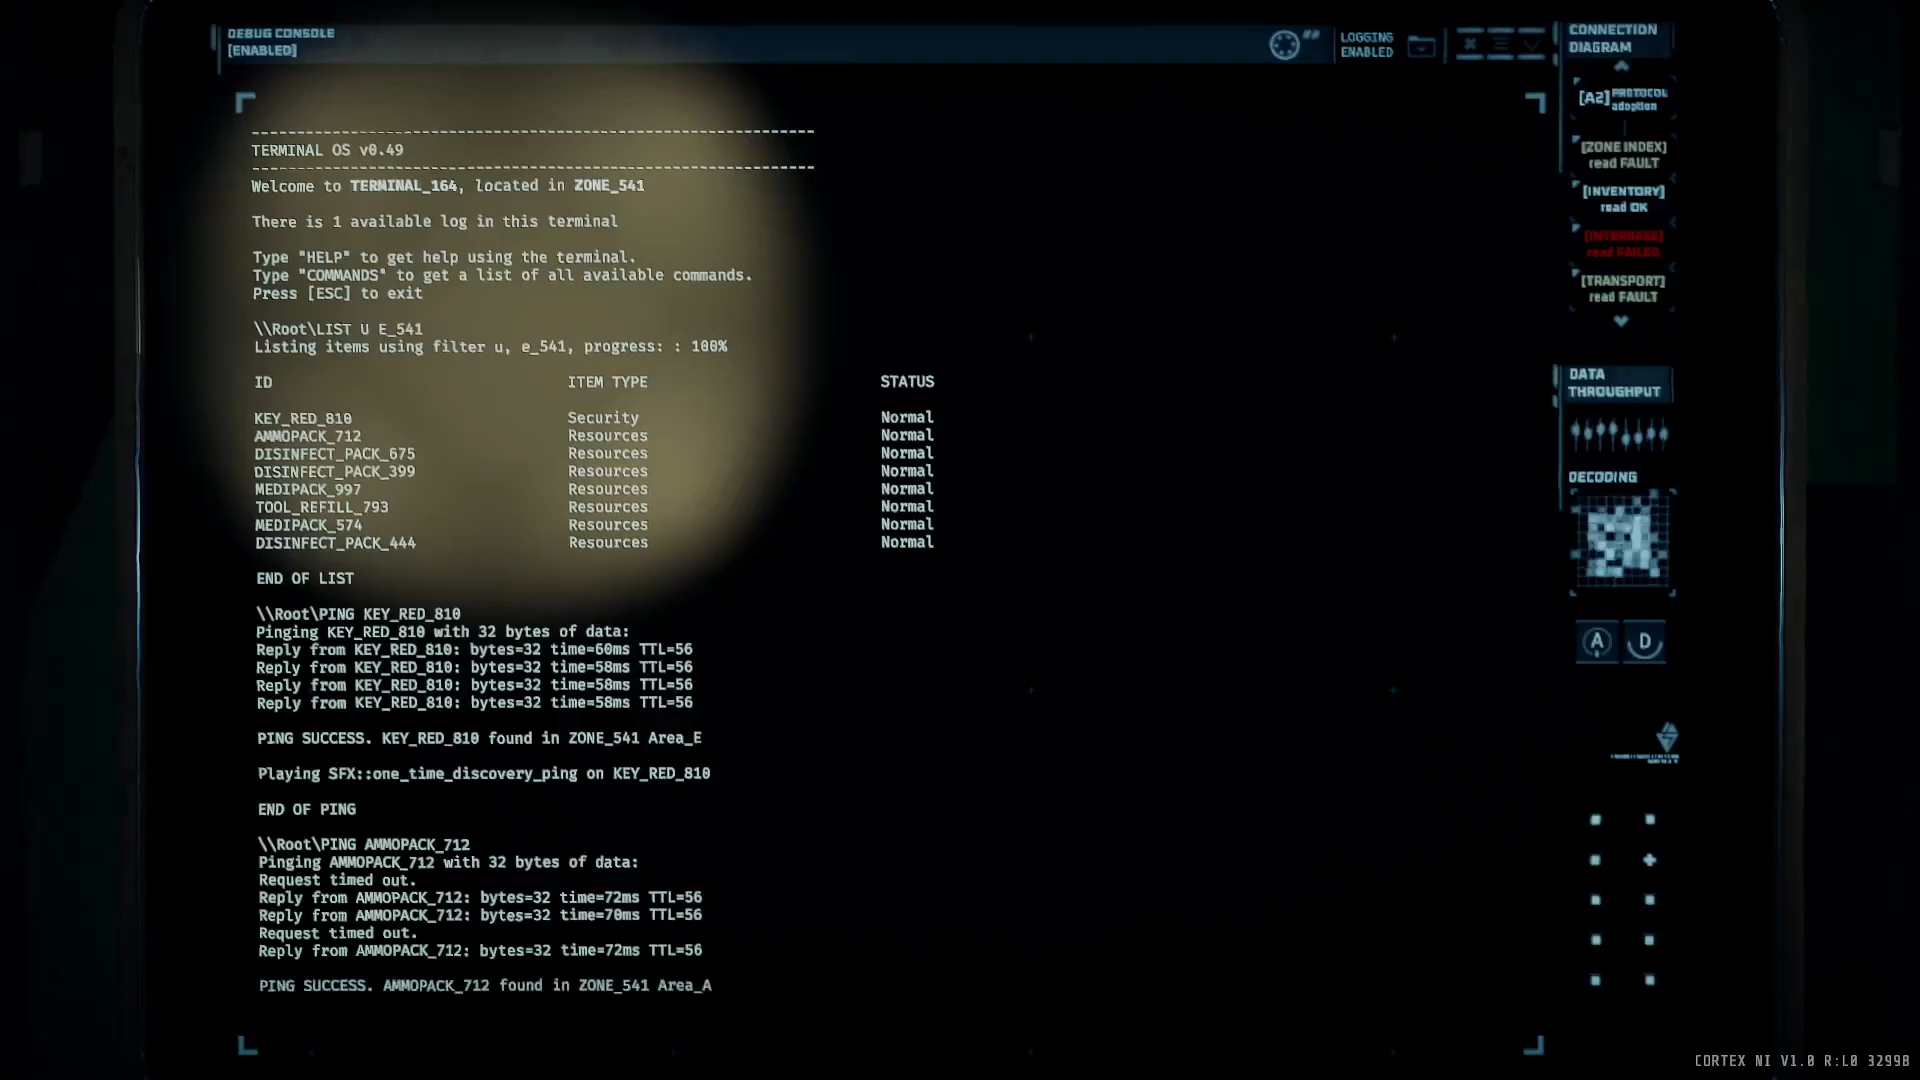 DEBUG CONSOLE
[ENABLED]
LOGGING
ENABLED
--------------------------------------------------------------
TERMINAL OS v0.49
--------------------------------------------------------------
Welcome to TERMINAL_164, located in ZONE_541
There is 1 available log in this terminal
Type "HELP" to get help using the terminal.
Type "COMMANDS" to get a list of all available commands.
Press [ESC] to exit
\\Root\LIST U E_541
Listing items using filter u, e_541, progress: : 100%
ID ITEM TYPE STATUS
KEY_RED_810 Security Normal
AMMOPACK_712 Resources Normal
DISINFECT_PACK_675 Resources Normal
DISINFECT_PACK_399 Resources Normal
MEDIPACK_997 Resources Normal
TOOL_REFILL_793 Resources Normal
MEDIPACK_574 Resources Normal
DISINFECT_PACK_444 Resources Normal
END OF LIST
\\Root\PING KEY_RED_810
Pinging KEY_RED_810 with 32 bytes of data:
Reply from KEY_RED_810: bytes=32 time=60ms TTL=56
Reply from KEY_RED_810: bytes=32 time=58ms TTL=56
Reply from KEY_RED_810: bytes=32 time=58ms TTL=56
Reply from KEY_RED_810: bytes=32 time=58ms TTL=56
PING SUCCESS. KEY_RED_810 found in ZONE_541 Area_E
Playing SFX::one_time_discovery_ping on KEY_RED_810
END OF PING
\\Root\PING AMMOPACK_712
Pinging AMMOPACK_712 with 32 bytes of data:
Request timed out.
Reply from AMMOPACK_712: bytes=32 time=72ms TTL=56
Reply from AMMOPACK_712: bytes=32 time=70ms TTL=56
Request timed out.
Reply from AMMOPACK_712: bytes=32 time=72ms TTL=56
PING SUCCESS. AMMOPACK_712 found in ZONE_541 Area_A
CONNECTION
DIAGRAM
[A2] PROTOCOL
adoption
[ZONE INDEX]
read FAULT
[INVENTORY]
read OK
[INTERBASE]
read FAILED
[TRANSPORT]
read FAULT
DATA
THROUGHPUT
DECODING
A D
CORTEX NI V1.0 R:L0 32998